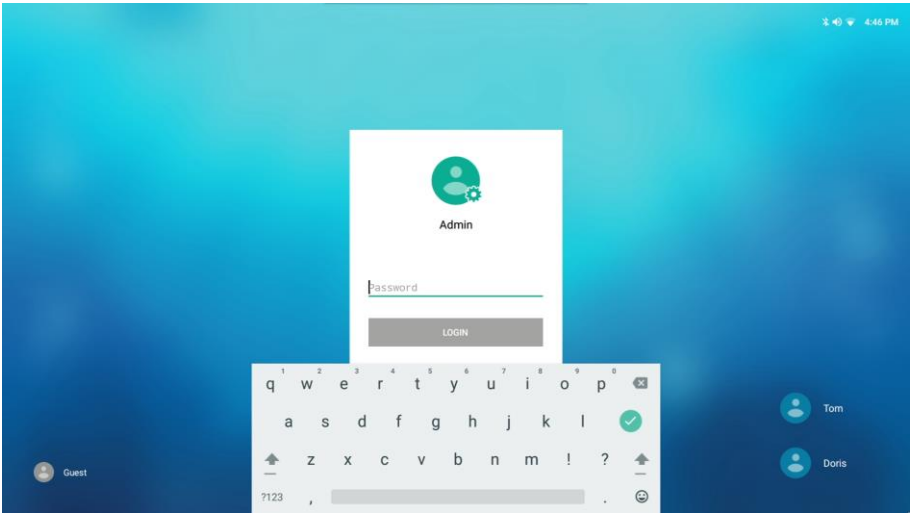 4:46 PM
Admin
Password
LOGIN
1 2 3 4 5 6 7 8 9 0
q w e r t y u i o p
a s d f g h j k l
z x c v b n m ! ?
?123 , .
Tom
Doris
Guest